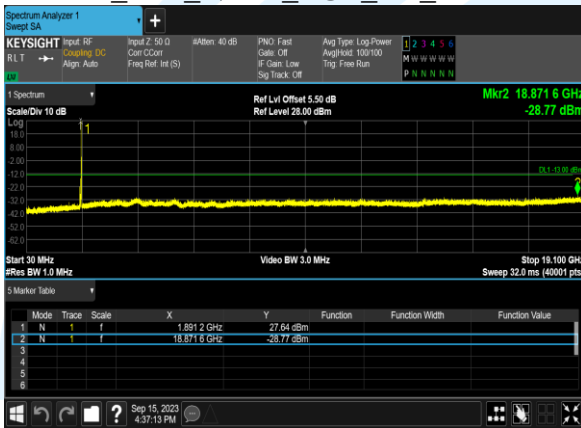 Spectrum Analyzer 1
Swept SA
KEYSIGHT
R L T
LV
Input: RF
Coupling: DC
Align: Auto
Input Z: 50 Ω
Corr CCorr
Freq Ref: Int (S)
#Atten: 40 dB
PNO: Fast
Gate: Off
IF Gain: Low
Sig Track: Off
Avg Type: Log-Power
Avg|Hold: 100/100
Trig: Free Run
1 2 3 4 5 6
M W W W W W
P N N N N N
1 Spectrum
Scale/Div 10 dB
Ref Lvl Offset 5.50 dB
Ref Level 28.00 dBm
Mkr2 18.871 6 GHz
-28.77 dBm
Log
18.0
8.00
-2.00
-12.0
-22.0
-32.0
-42.0
-52.0
-62.0
1
DL1 -13.00 dBm
2
Start 30 MHz
#Res BW 1.0 MHz
Video BW 3.0 MHz
Stop 19.100 GHz
Sweep 32.0 ms (40001 pts
5 Marker Table
Mode Trace Scale X Y Function Function Width Function Value
1 N 1 f 1.891 2 GHz 27.64 dBm
2 N 1 f 18.871 6 GHz -28.77 dBm
3
4
5
6
?
Sep 15, 2023
4:37:13 PM